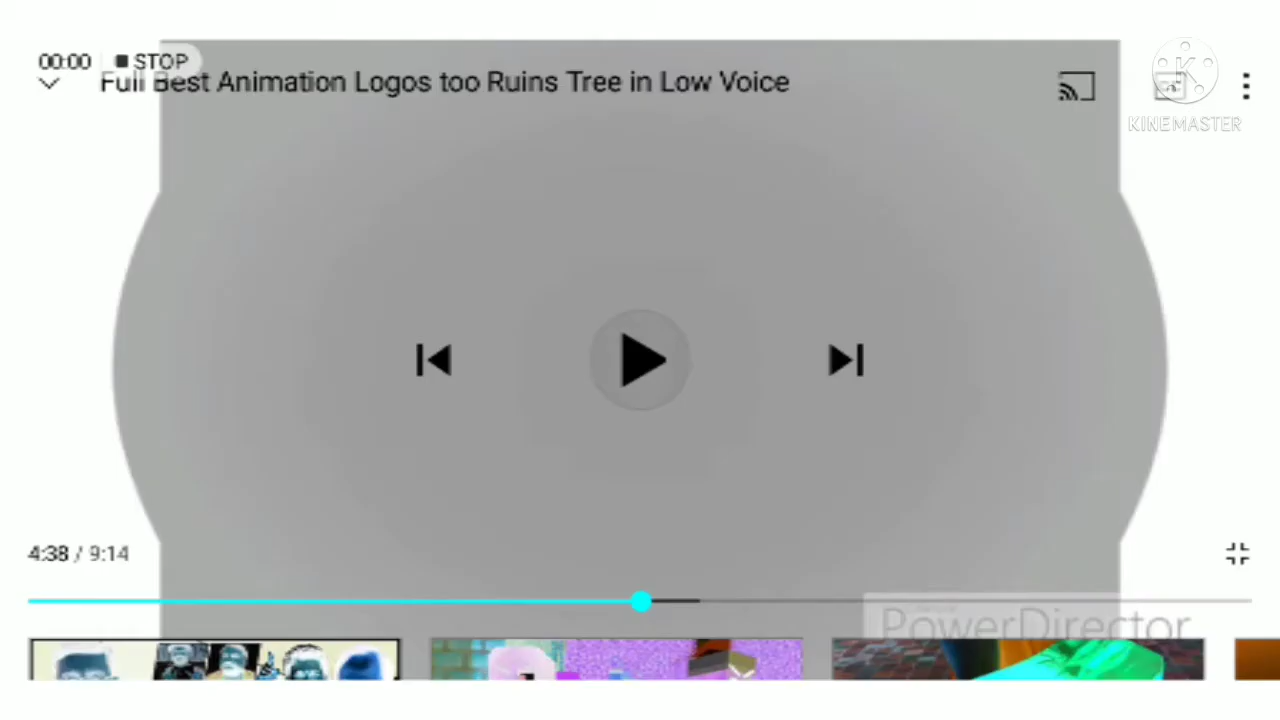 00:00 STOP
Full Best Animation Logos too Ruins Tree in Low Voice
KINEMASTER
4:38 / 9:14
PowerDirector